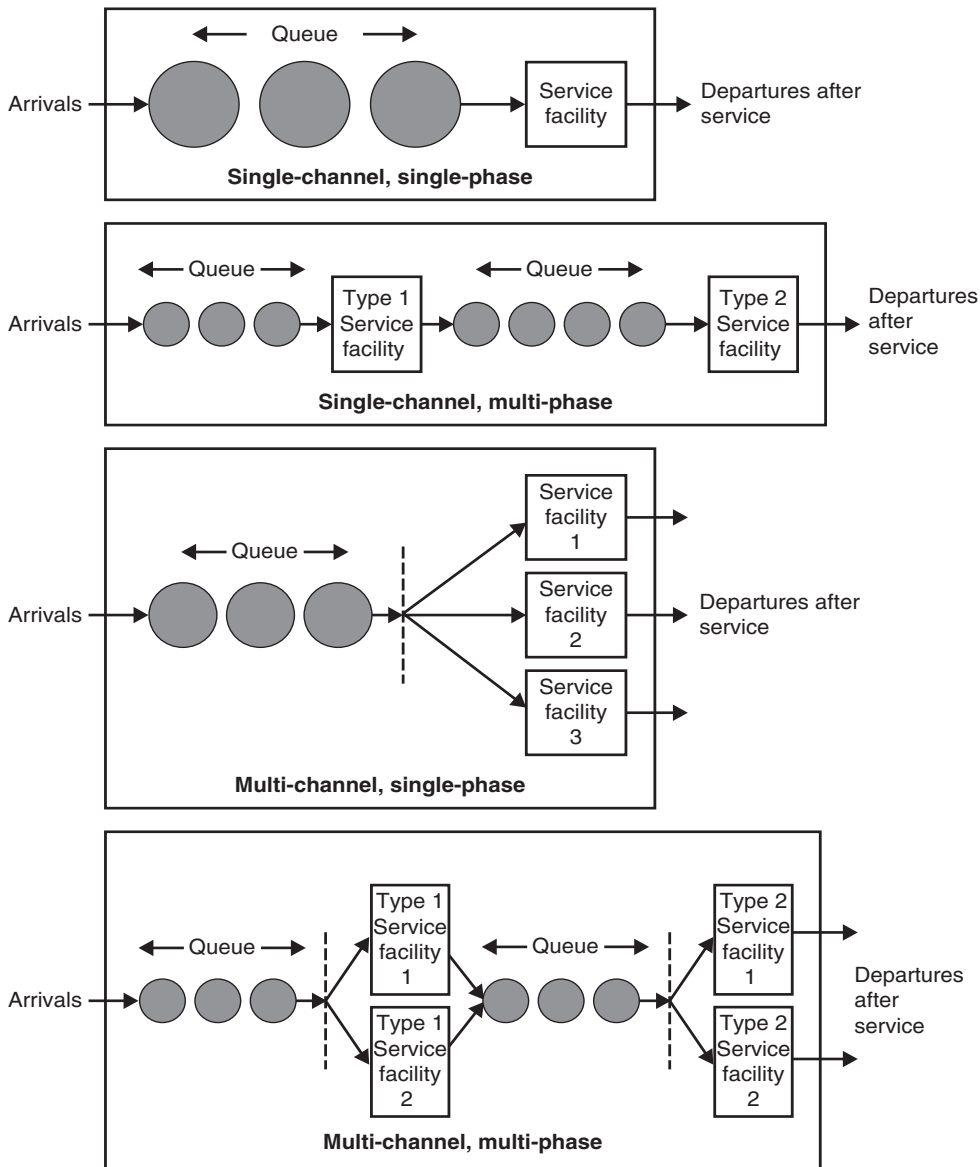 Queue
Arrivals
Service
facility
Departures after
service
Single-channel, single-phase
Queue
Queue
Arrivals
Type 1
Service
facility
Type 2
Service
facility
Departures
after
service
Single-channel, multi-phase
Queue
Arrivals
Service
facility
1
Service
facility
2
Service
facility
3
Departures after
service
Multi-channel, single-phase
Queue
Queue
Arrivals
Type 1
Service
facility
1
Type 1
Service
facility
2
Type 2
Service
facility
1
Type 2
Service
facility
2
Departures
after
service
Multi-channel, multi-phase